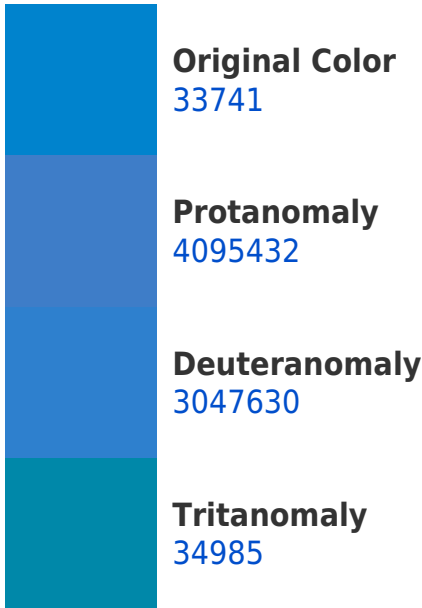 Original Color
33741
Protanomaly
4095432
Deuteranomaly
3047630
Tritanomaly
34985